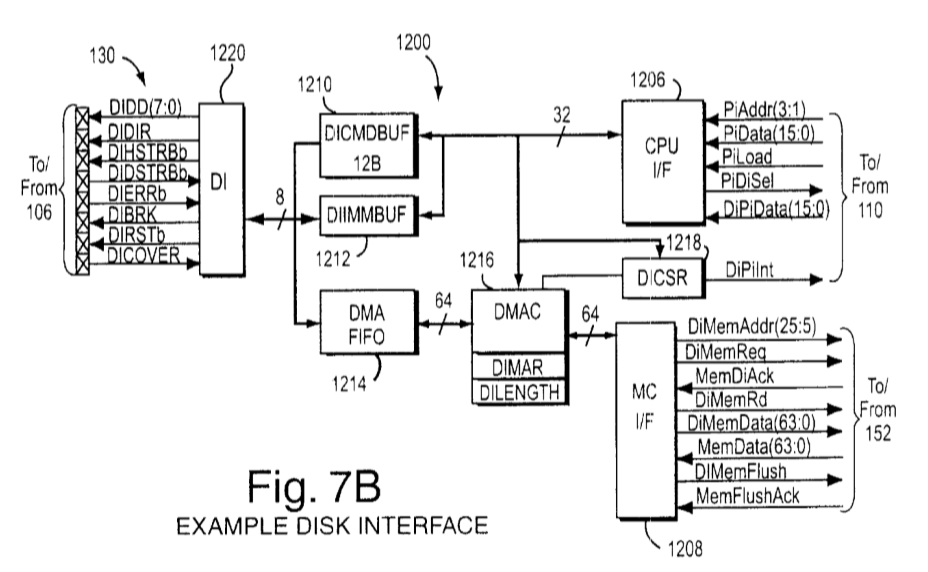 130
1220
1200
1210
1206
DIDD(7:0)
DIDIR
DIHSTRBb
DIDSTRBb
DIERRb
DIBRK
DIRSTb
DICOVER
To/
From
106
DI
8
DICMDBUF
12B
DIIMMBUF
1212
DMA
FIFO
1214
32
64
1216
DMAC
DIMAR
DILENGTH
64
CPU
I/F
1218
DICSR
PiAddr(3:1)
PiData(15:0)
PiLoad
PiDiSel
DiPiData(15:0)
DiPiInt
To/
From
110
MC
I/F
1208
DiMemAddr(25:5)
DiMemReq
MemDiAck
DiMemRd
DiMemData(63:0)
MemData(63:0)
DIMemFlush
MemFlushAck
To/
From
152
Fig. 7B
EXAMPLE DISK INTERFACE